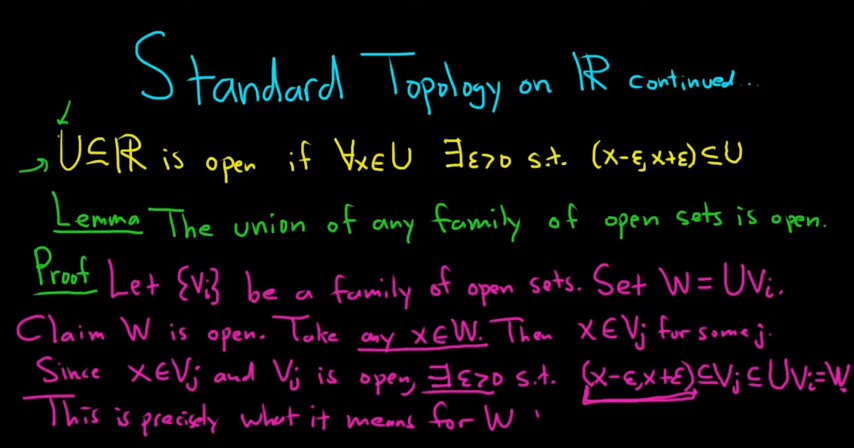 Standard Topology on ℝ continued...
U⊆ℝ is open if ∀x∈U ∃ε>0 s.t. (x-ε,x+ε)⊆U
Lemma The union of any family of open sets is open.
Proof Let {Vi} be a family of open sets. Set W = ∪Vi.
Claim W is open. Take any x∈W. Then x∈Vj for some j.
Since x∈Vj and Vj is open, ∃ε>0 s.t. (x-ε,x+ε)⊆Vj⊆∪Vi=W
This is precisely what it means for W